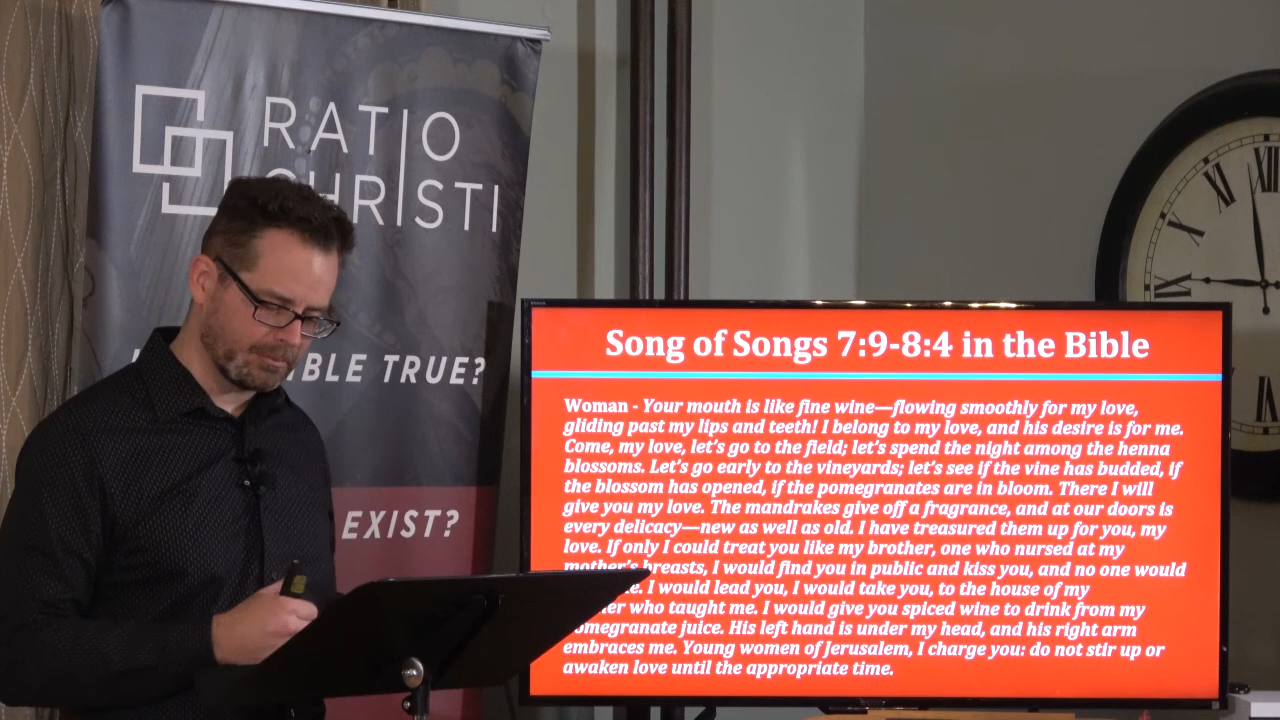 RATIO
CHRISTI
BLE TRUE?
EXIST?
Song of Songs 7:9-8:4 in the Bible
Woman - Your mouth is like fine wine—flowing smoothly for my love,
gliding past my lips and teeth! I belong to my love, and his desire is for me.
Come, my love, let's go to the field; let's spend the night among the henna
blossoms. Let's go early to the vineyards; let's see if the vine has budded, if
the blossom has opened, if the pomegranates are in bloom. There I will
give you my love. The mandrakes give off a fragrance, and at our doors is
every delicacy—new as well as old. I have treasured them up for you, my
love. If only I could treat you like my brother, one who nursed at my
mother's breasts, I would find you in public and kiss you, and no one would
e. I would lead you, I would take you, to the house of my
er who taught me. I would give you spiced wine to drink from my
omegranate juice. His left hand is under my head, and his right arm
embraces me. Young women of Jerusalem, I charge you: do not stir up or
awaken love until the appropriate time.
XII
XI
X
IX